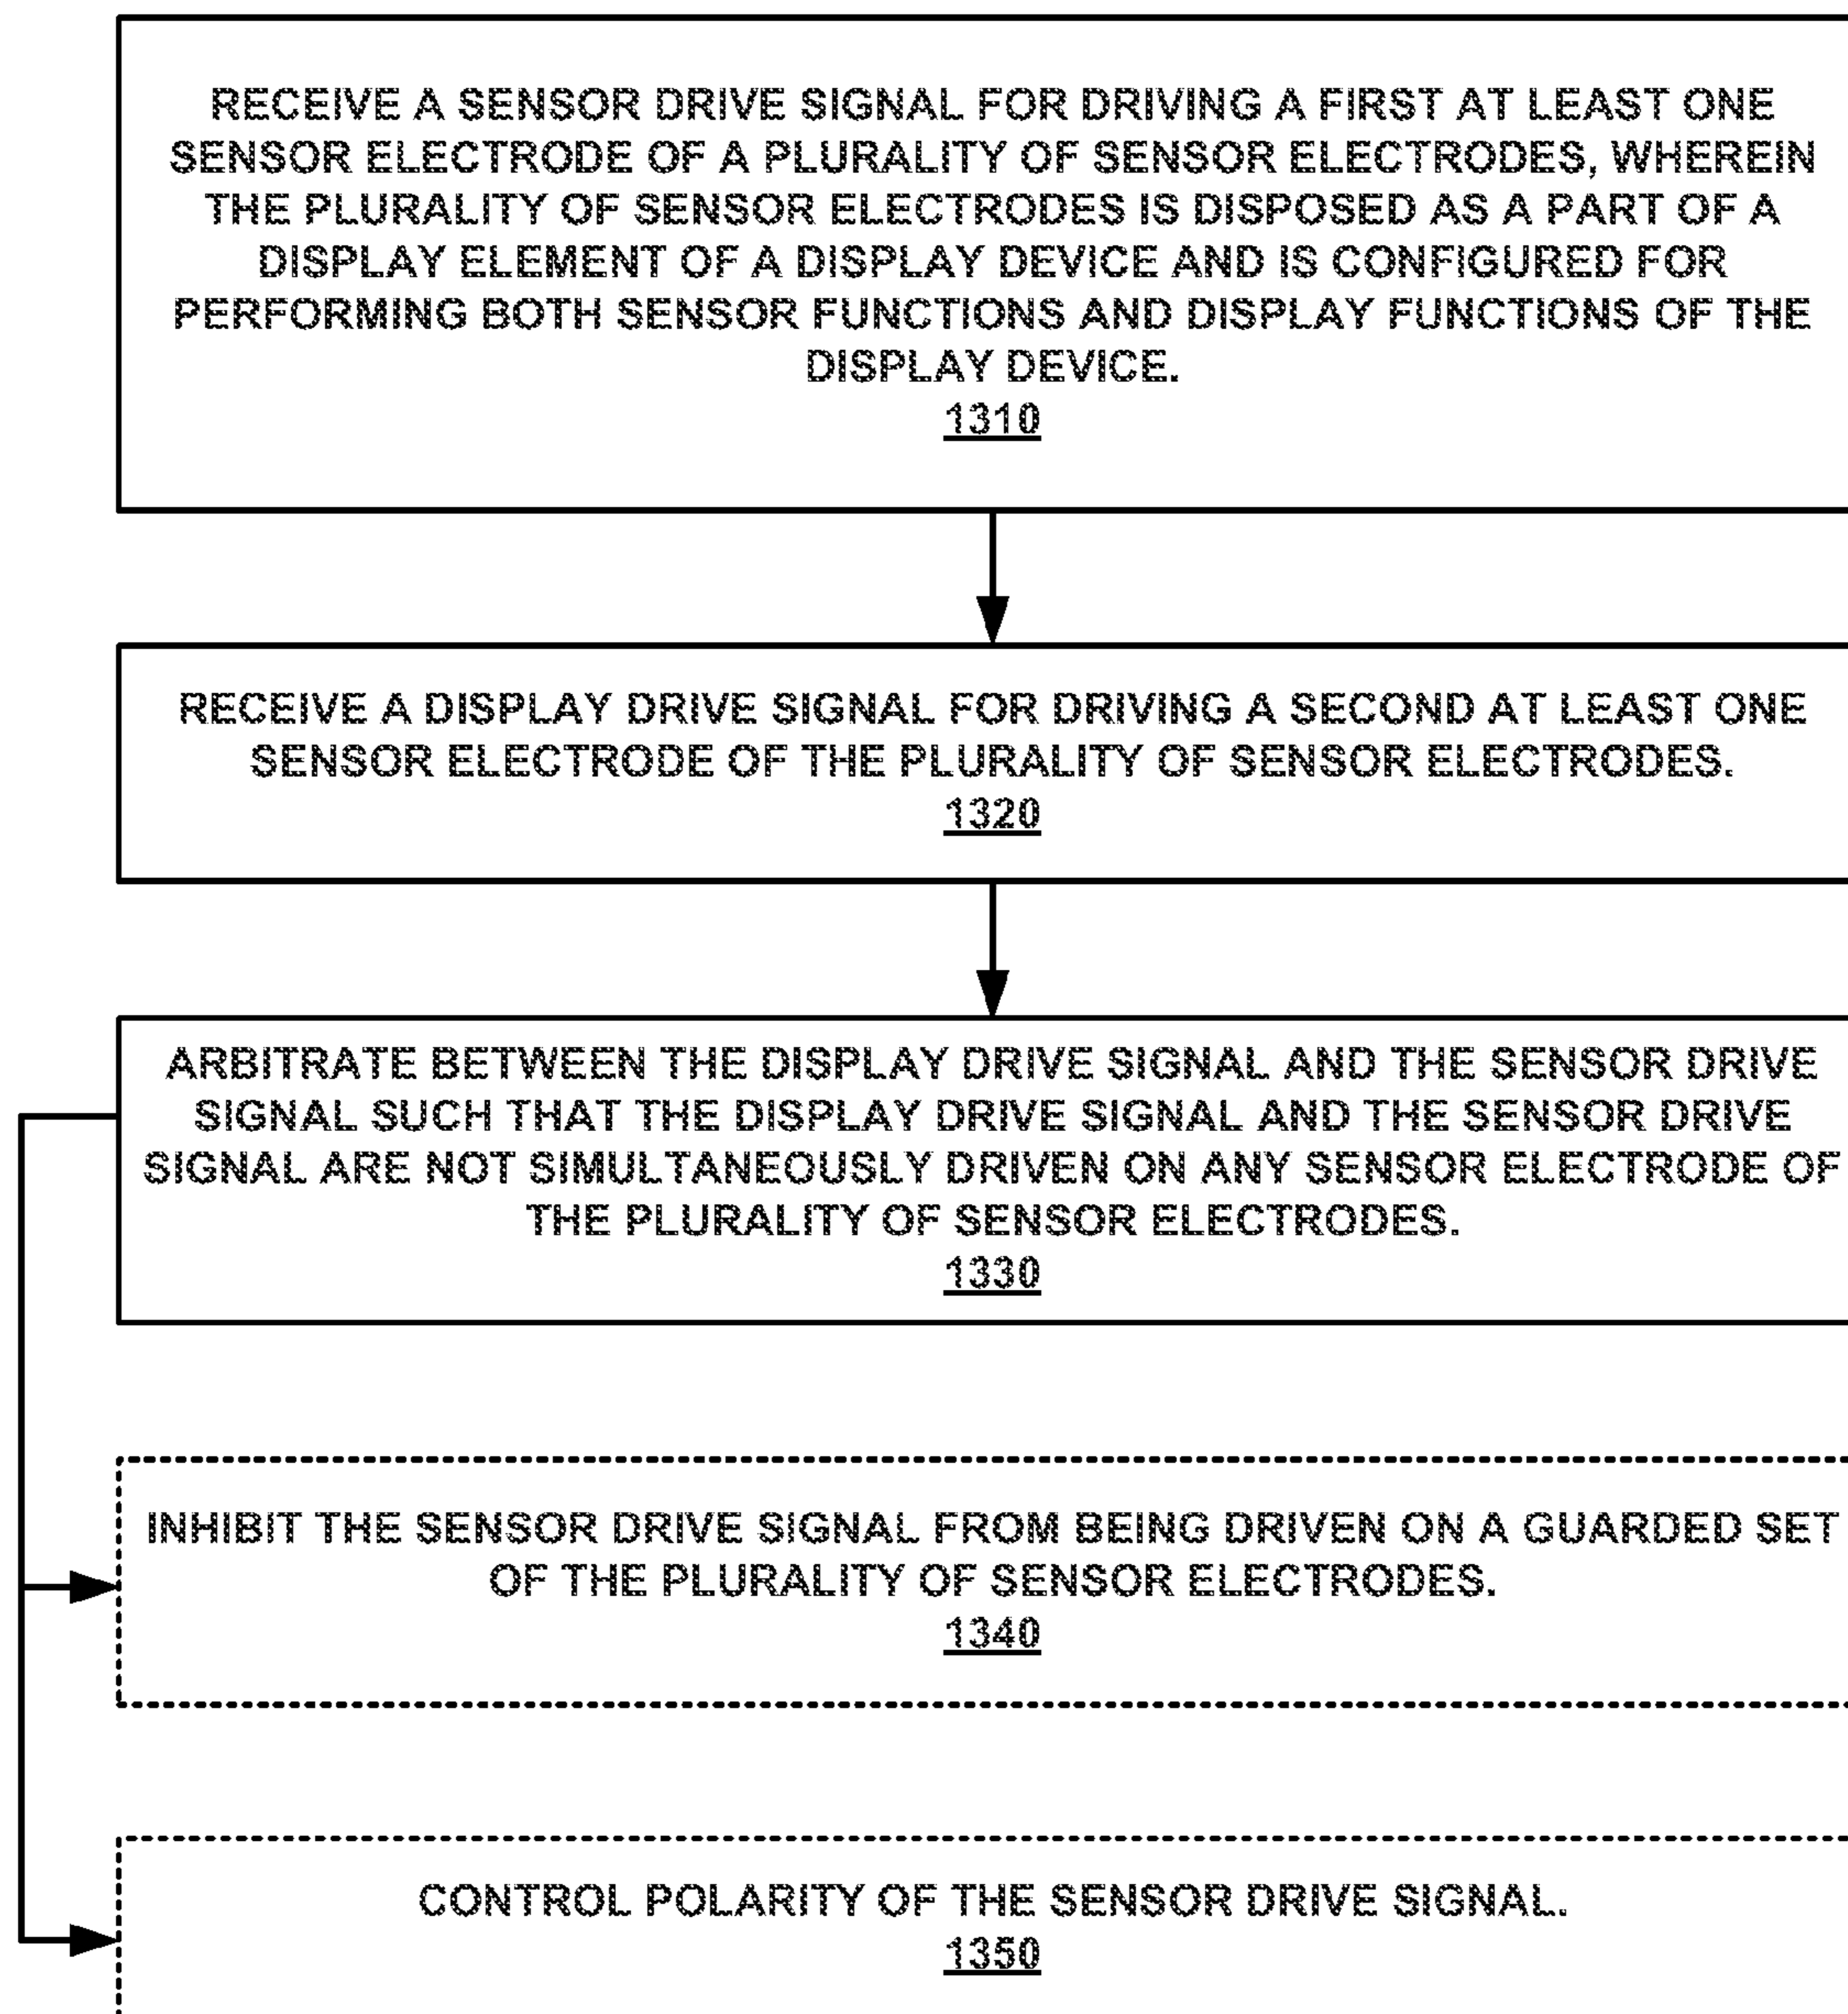 RECEIVE A SENSOR DRIVE SIGNAL FOR DRIVING A FIRST AT LEAST ONE
SENSOR ELECTRODE OF A PLURALITY OF SENSOR ELECTRODES, WHEREIN
THE PLURALITY OF SENSOR ELECTRODES IS DISPOSED AS A PART OF A
DISPLAY ELEMENT OF A DISPLAY DEVICE AND IS CONFIGURED FOR
PERFORMING BOTH SENSOR FUNCTIONS AND DISPLAY FUNCTIONS OF THE
DISPLAY DEVICE.
1310
RECEIVE A DISPLAY DRIVE SIGNAL FOR DRIVING A SECOND AT LEAST ONE
SENSOR ELECTRODE OF THE PLURALITY OF SENSOR ELECTRODES.
1320
ARBITRATE BETWEEN THE DISPLAY DRIVE SIGNAL AND THE SENSOR DRIVE
SIGNAL SUCH THAT THE DISPLAY DRIVE SIGNAL AND THE SENSOR DRIVE
SIGNAL ARE NOT SIMULTANEOUSLY DRIVEN ON ANY SENSOR ELECTRODE OF
THE PLURALITY OF SENSOR ELECTRODES.
1330
INHIBIT THE SENSOR DRIVE SIGNAL FROM BEING DRIVEN ON A GUARDED SET
OF THE PLURALITY OF SENSOR ELECTRODES.
1340
CONTROL POLARITY OF THE SENSOR DRIVE SIGNAL.
1350